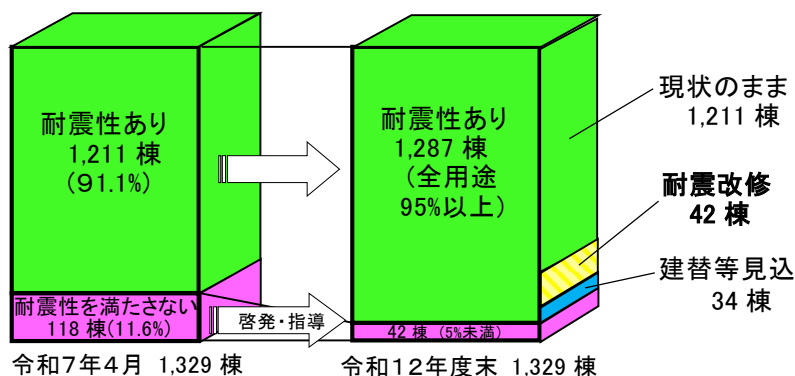 耐震性あり
1,211 棟
(91.1%)
耐震性を満たさない
118 棟(11.6%)
令和7年4月 1,329 棟
啓発・指導
耐震性あり
1,287 棟
(全用途
95%以上)
42 棟 (5%未満)
令和12年度末 1,329 棟
現状のまま
1,211 棟
耐震改修
42 棟
建替等見込
34 棟